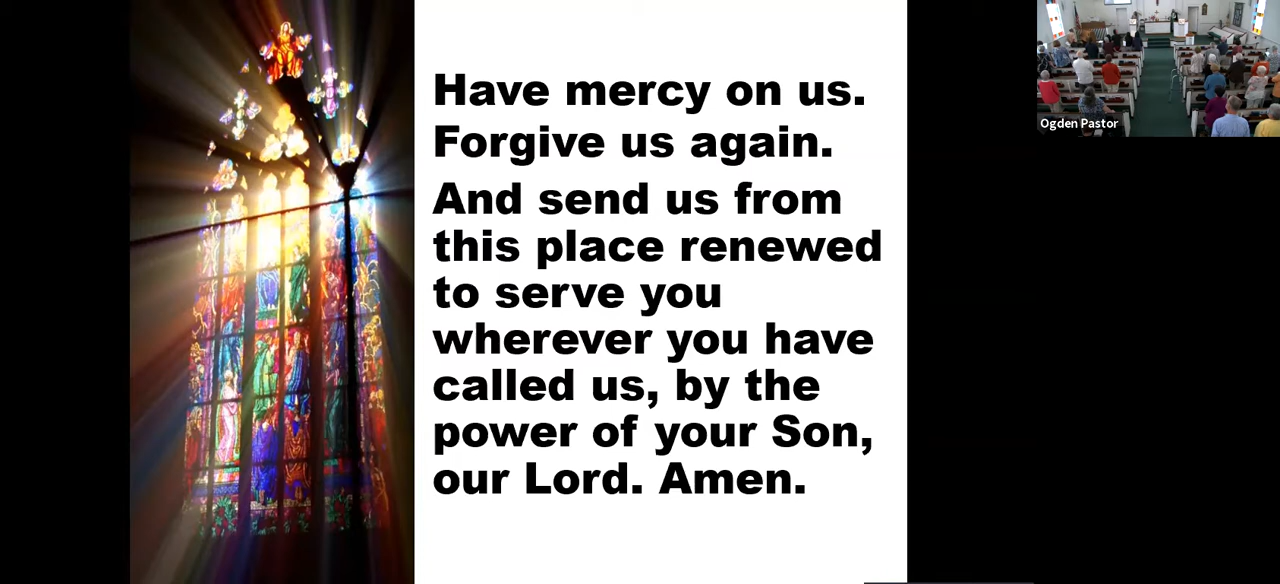 Have mercy on us.
Forgive us again.
And send us from
this place renewed
to serve you
wherever you have
called us, by the
power of your Son,
our Lord. Amen.
Ogden Pastor